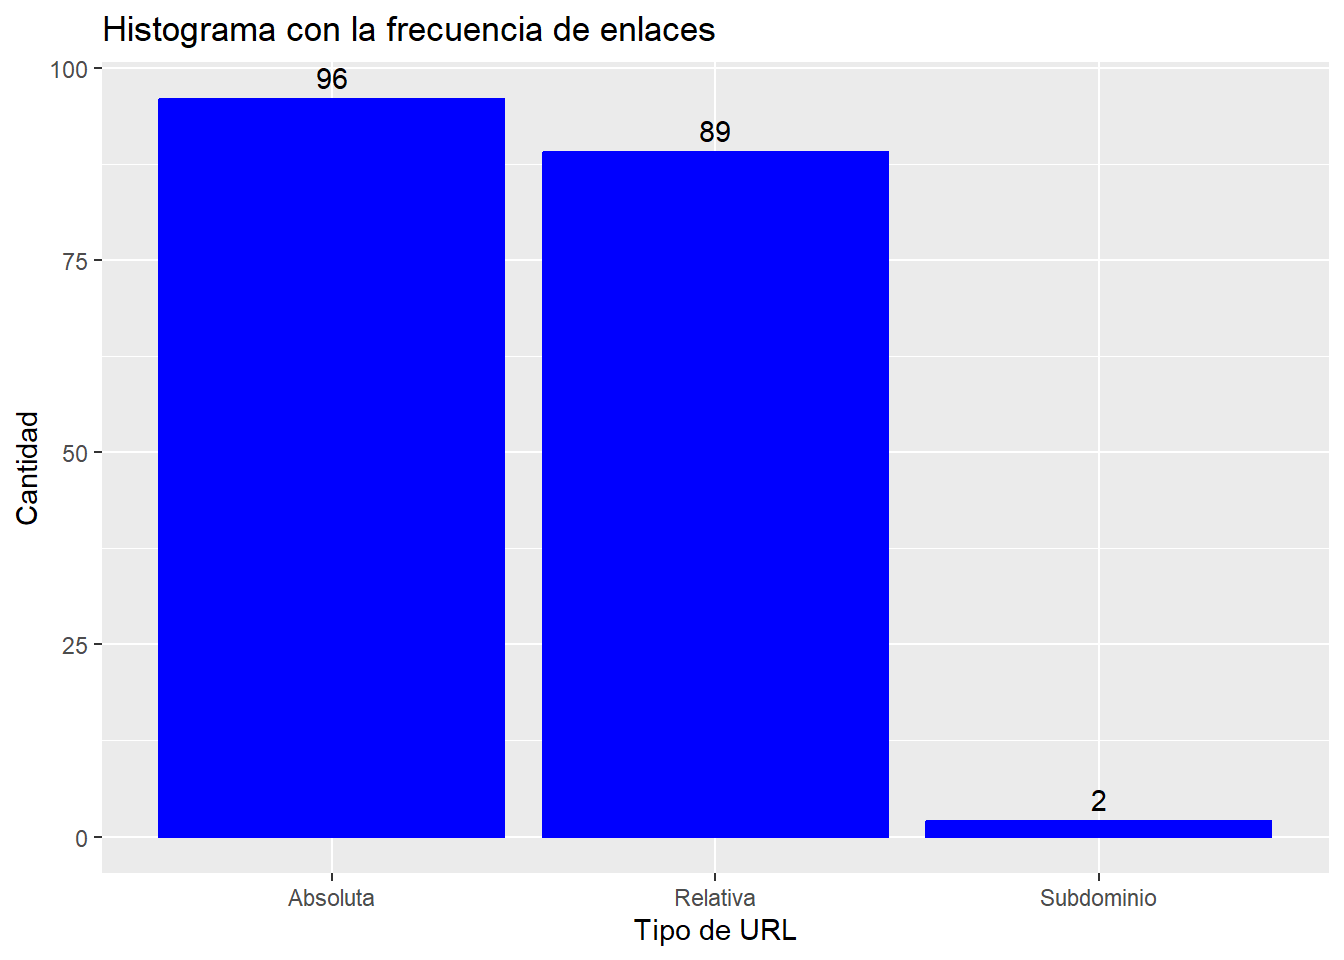 Histograma con la frecuencia de enlaces
100
75
50
25
0
Cantidad
96
89
2
Absoluta
Relativa
Subdominio
Tipo de URL